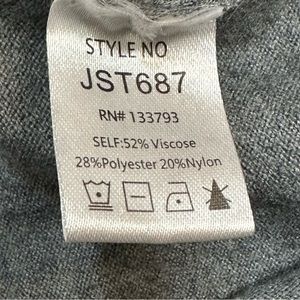 STYLE NO
JST687
RN# 133793
SELF:52% Viscose
28%Polyester 20%Nylon